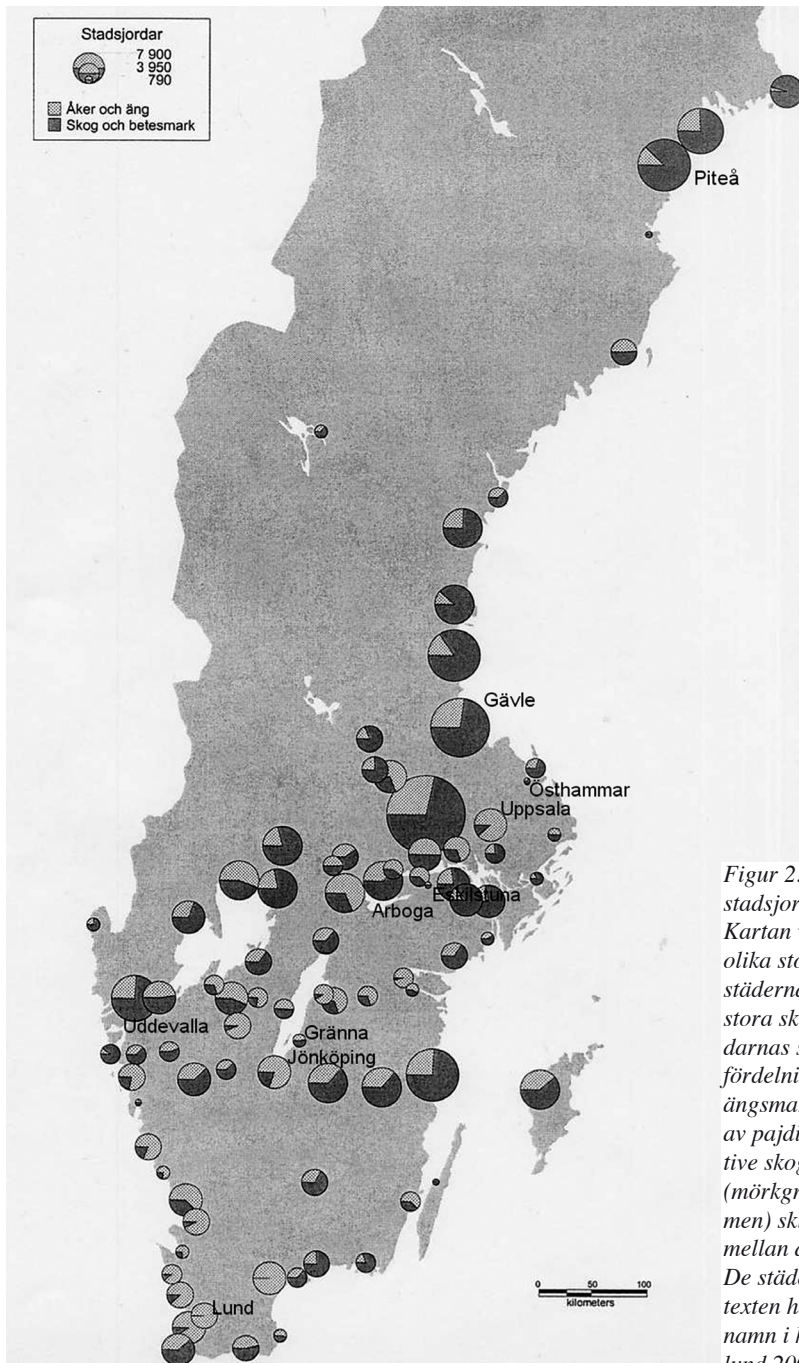 Stadsjordar
7 900
3 950
790
Åker och äng
Skog och betesmark
Piteå
Gävle
Östhammar
Uppsala
Eskilstuna
Arboga
Uddevalla
Gränna
Jönköping
Lund
0 50 100
kilometers
Figur 2.
stadsjor
Kartan
olika sto
städerna
stora sk
darnas s
fördelni
ängsma
av pajdi
tive skog
(mörkgr
men) sk
mellan
De städ
texten h
namn i
lund 200